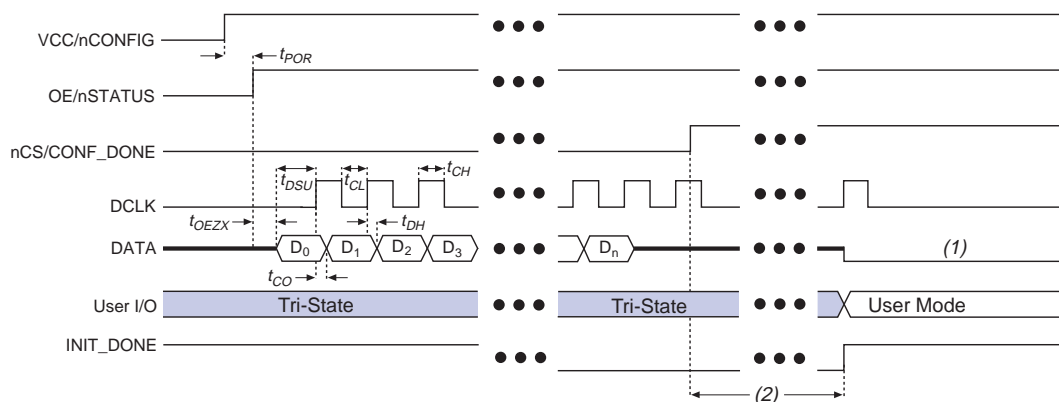 VCC/nCONFIG
tPOR
OE/nSTATUS
nCS/CONF_DONE
tDSU
tCL
tCH
DCLK
tOEZX
tDH
DATA
D0 D1 D2 D3 Dn (1)
tCO
User I/O
Tri-State Tri-State User Mode
INIT_DONE
(2)